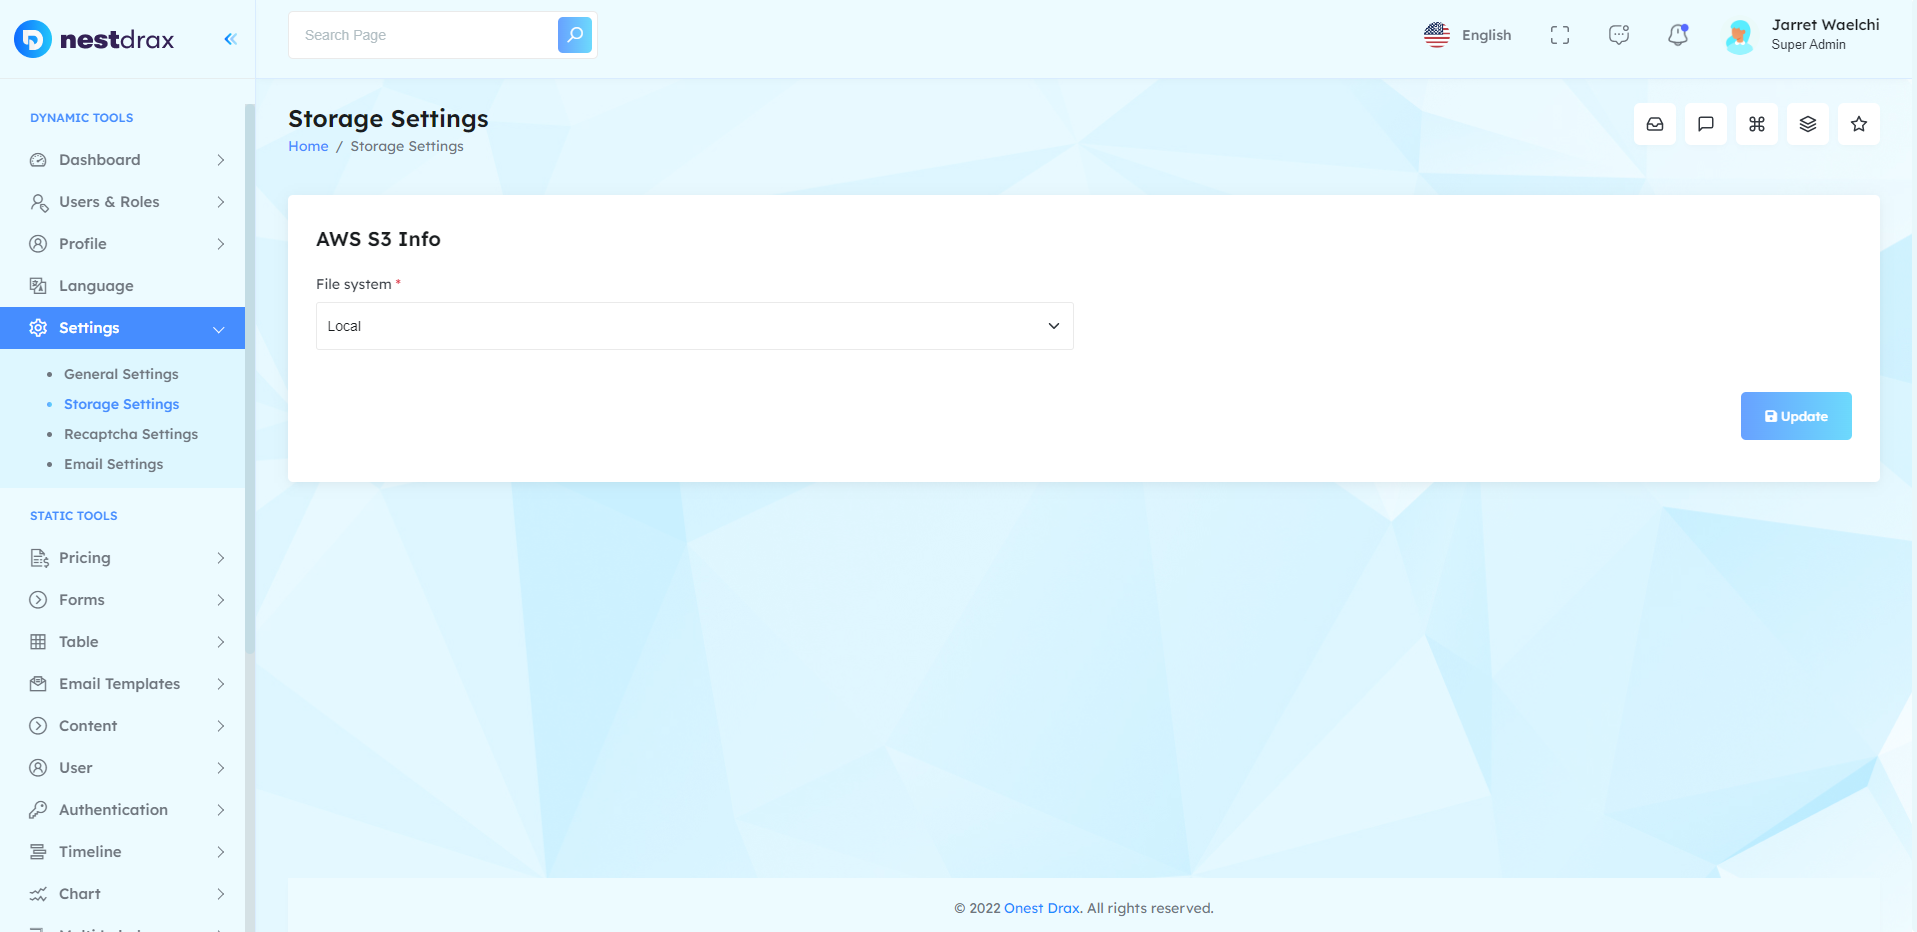 nestdrax
Search Page
English
Jarret Waelchi
Super Admin
DYNAMIC TOOLS
Dashboard
Users & Roles
Profile
Language
Settings
General Settings
Storage Settings
Recaptcha Settings
Email Settings
STATIC TOOLS
Pricing
Forms
Table
Email Templates
Content
User
Authentication
Timeline
Chart
Storage Settings
Home / Storage Settings
AWS S3 Info
File system *
Local
Update
© 2022 Onest Drax. All rights reserved.